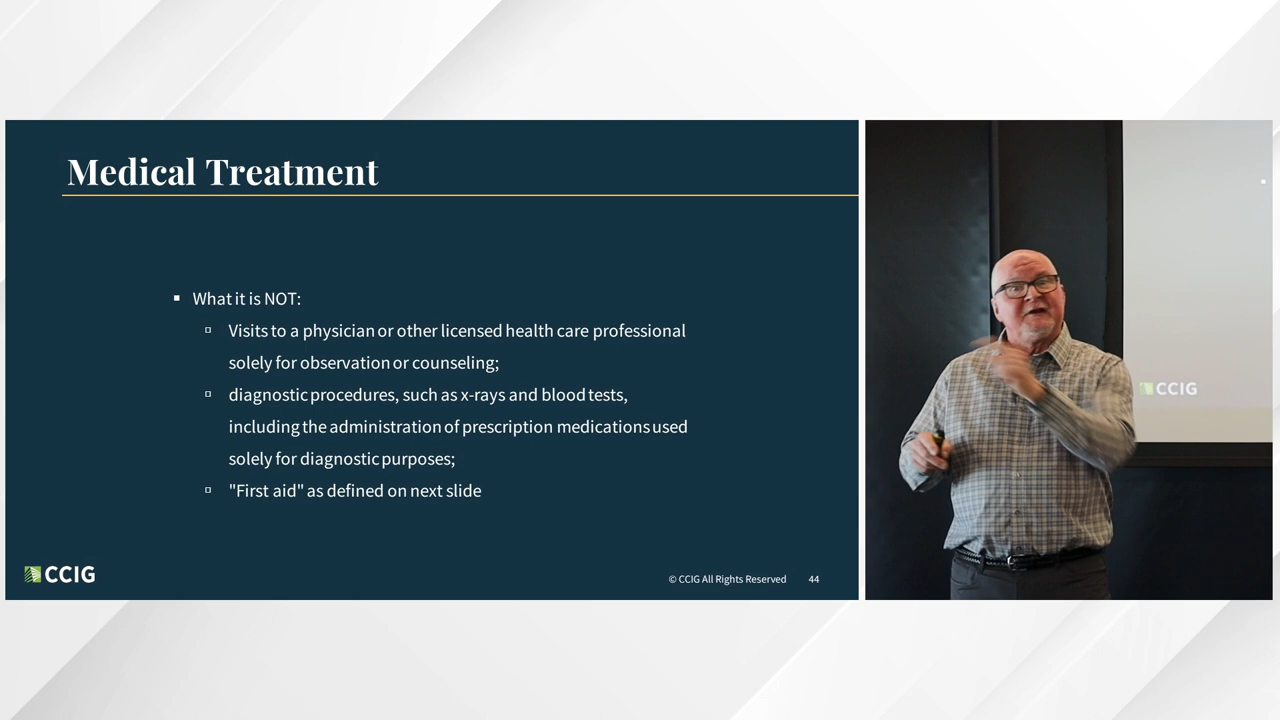 Medical Treatment
What it is NOT:
Visits to a physician or other licensed health care professional
solely for observation or counseling;
diagnostic procedures, such as x-rays and blood tests,
including the administration of prescription medications used
solely for diagnostic purposes;
"First aid" as defined on next slide
CCIG
© CCIG All Rights Reserved 44
CCIG